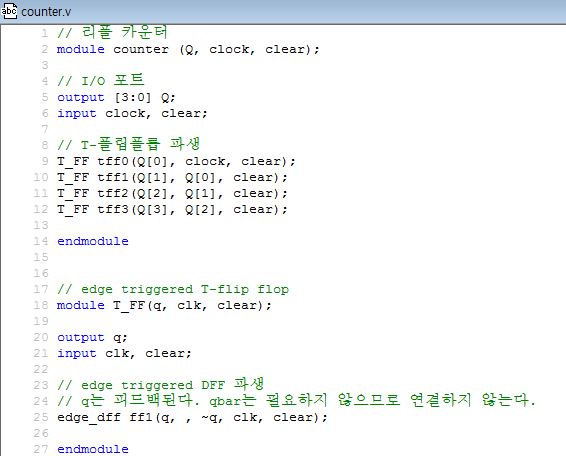 abc counter.v
1 // 리플 카운터
2 module counter (Q, clock, clear);
3
4 // I/O 포트
5 output [3:0] Q;
6 input clock, clear;
7
8 // T-플립플롭 파생
9 T_FF tff0(Q[0], clock, clear);
10 T_FF tff1(Q[1], Q[0], clear);
11 T_FF tff2(Q[2], Q[1], clear);
12 T_FF tff3(Q[3], Q[2], clear);
13
14 endmodule
15
16
17 // edge triggered T-flip flop
18 module T_FF(q, clk, clear);
19
20 output q;
21 input clk, clear;
22
23 // edge triggered DFF 파생
24 // q는 피드백된다. qbar는 필요하지 않으므로 연결하지 않는다.
25 edge_dff ff1(q, , ~q, clk, clear);
26
27 endmodule